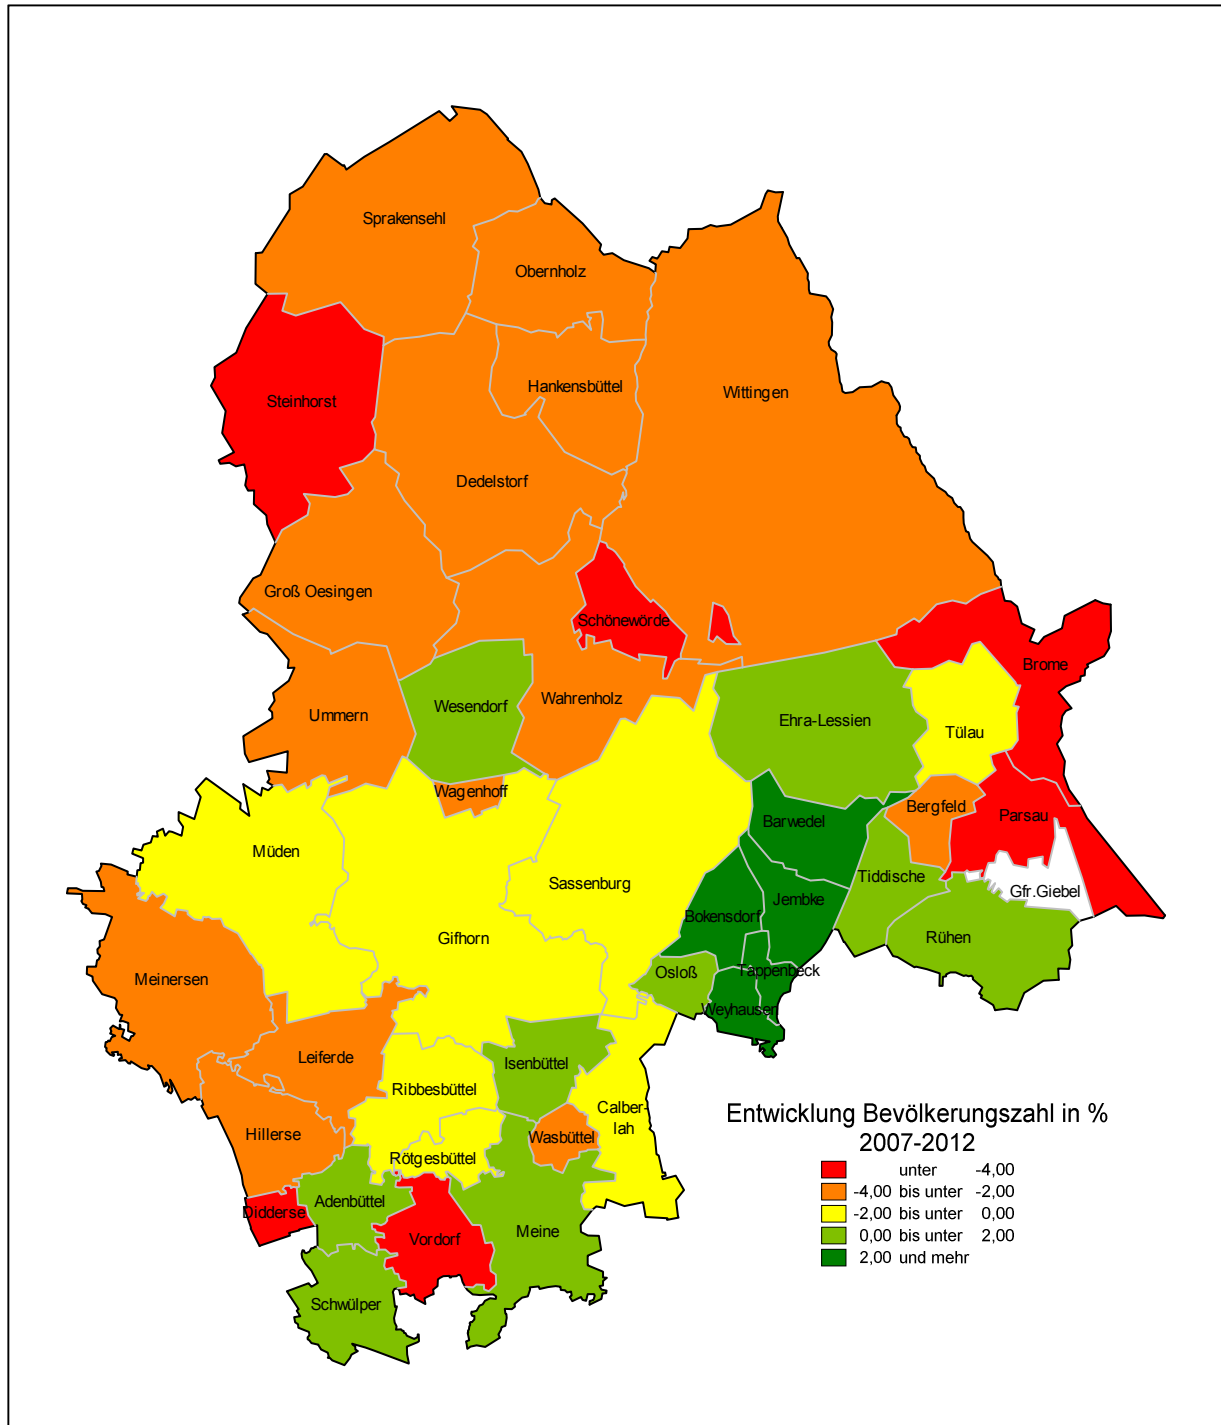 Sprakensehl
Obernholz
Steinhorst
Hankensbüttel
Wittingen
Dedelstorf
Groß Oesingen
Schönewörde
Brome
Wesendorf
Wahrenholz
Ummern
Ehra-Lessien
Tülau
Wagenhoff
Bergfeld
Parsau
Barwedel
Müden
Sassenburg
Tiddische
Gfr.Giebel
Jembke
Bokensdorf
Gifhorn
Rühen
Meinersen
Osloß
Tappenbeck
Weyhausen
Leiferde
Isenbüttel
Ribbesbüttel
Calber-
lah
Hillerse
Wasbüttel
Rötgesbüttel
Adenbüttel
Didderse
Meine
Vordorf
Schwülper
Entwicklung Bevölkerungszahl in %
2007-2012
unter -4,00
-4,00 bis unter -2,00
-2,00 bis unter 0,00
0,00 bis unter 2,00
2,00 und mehr